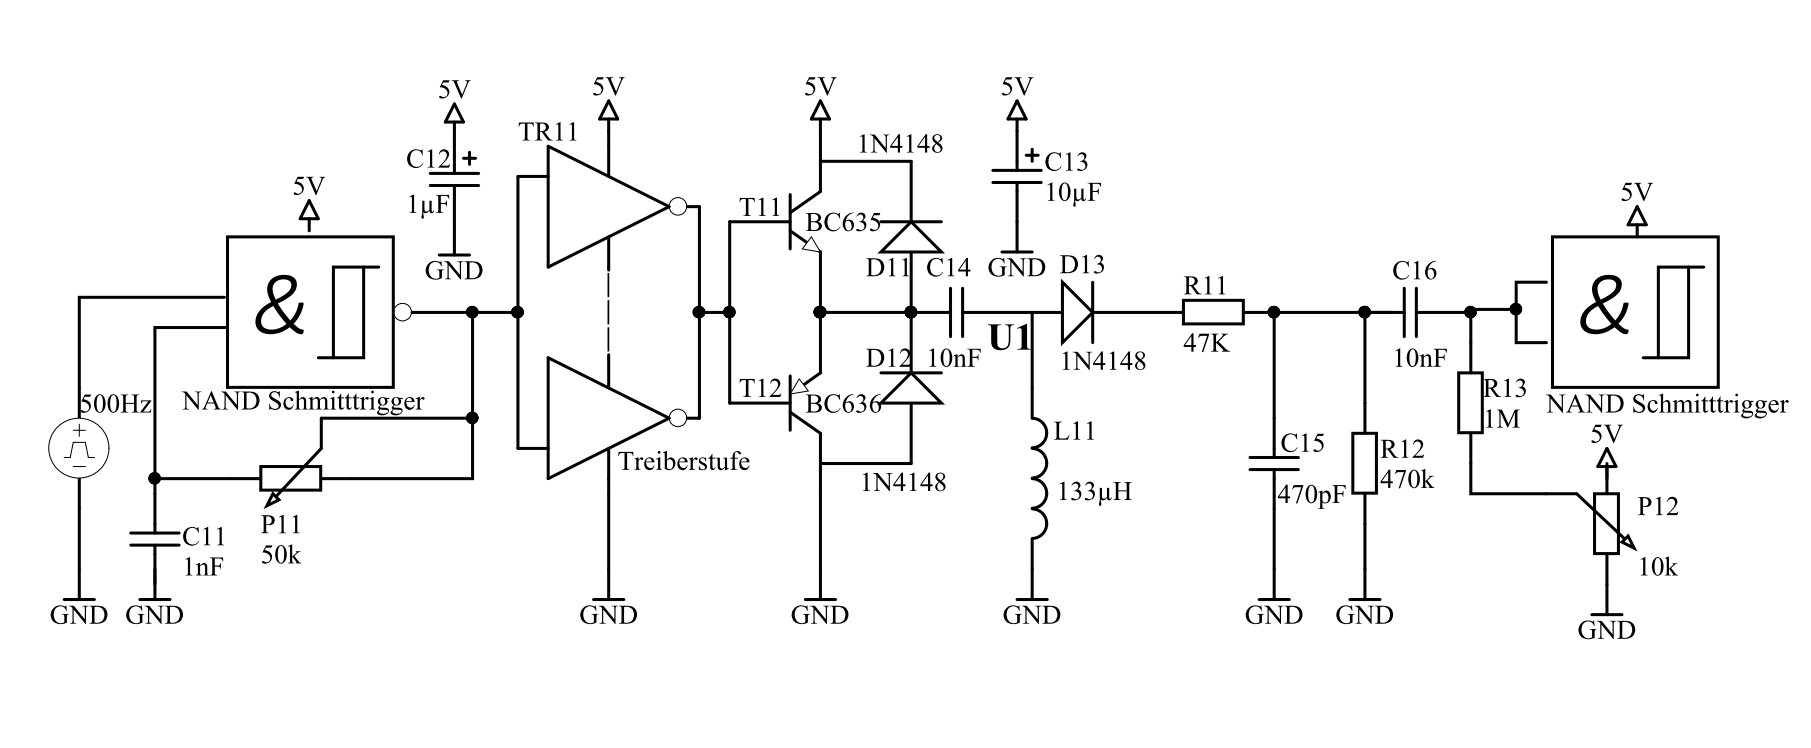 5V
5V
5V
5V
TR11
1N4148
C12
+
1µF
+
C13
10µF
5V
5V
T11
BC635
GND
D11
C14
GND
D13
R11
C16
&
&
U1
D12
10nF
1N4148
47K
10nF
500Hz
NAND Schmitttrigger
T12
BC636
R13
1M
NAND Schmitttrigger
5V
+
−
L11
C15
R12
Treiberstufe
1N4148
133µH
470pF
470k
P12
P11
50k
C11
1nF
10k
GND
GND
GND
GND
GND
GND
GND
GND